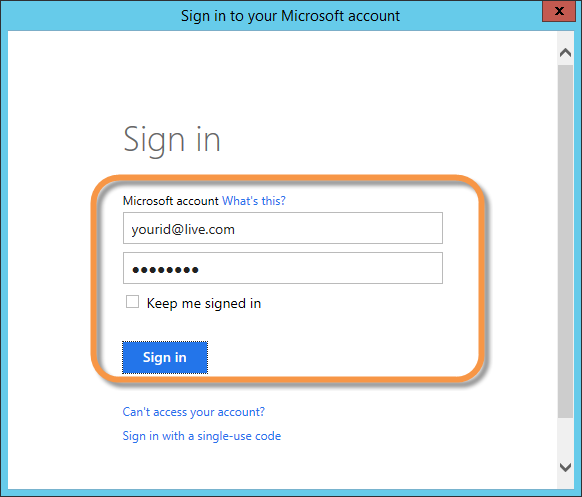 Sign in to your Microsoft account
x
Sign in
Microsoft account What's this?
yourid@live.com
●●●●●●●●
Keep me signed in
Sign in
Can't access your account?
Sign in with a single-use code